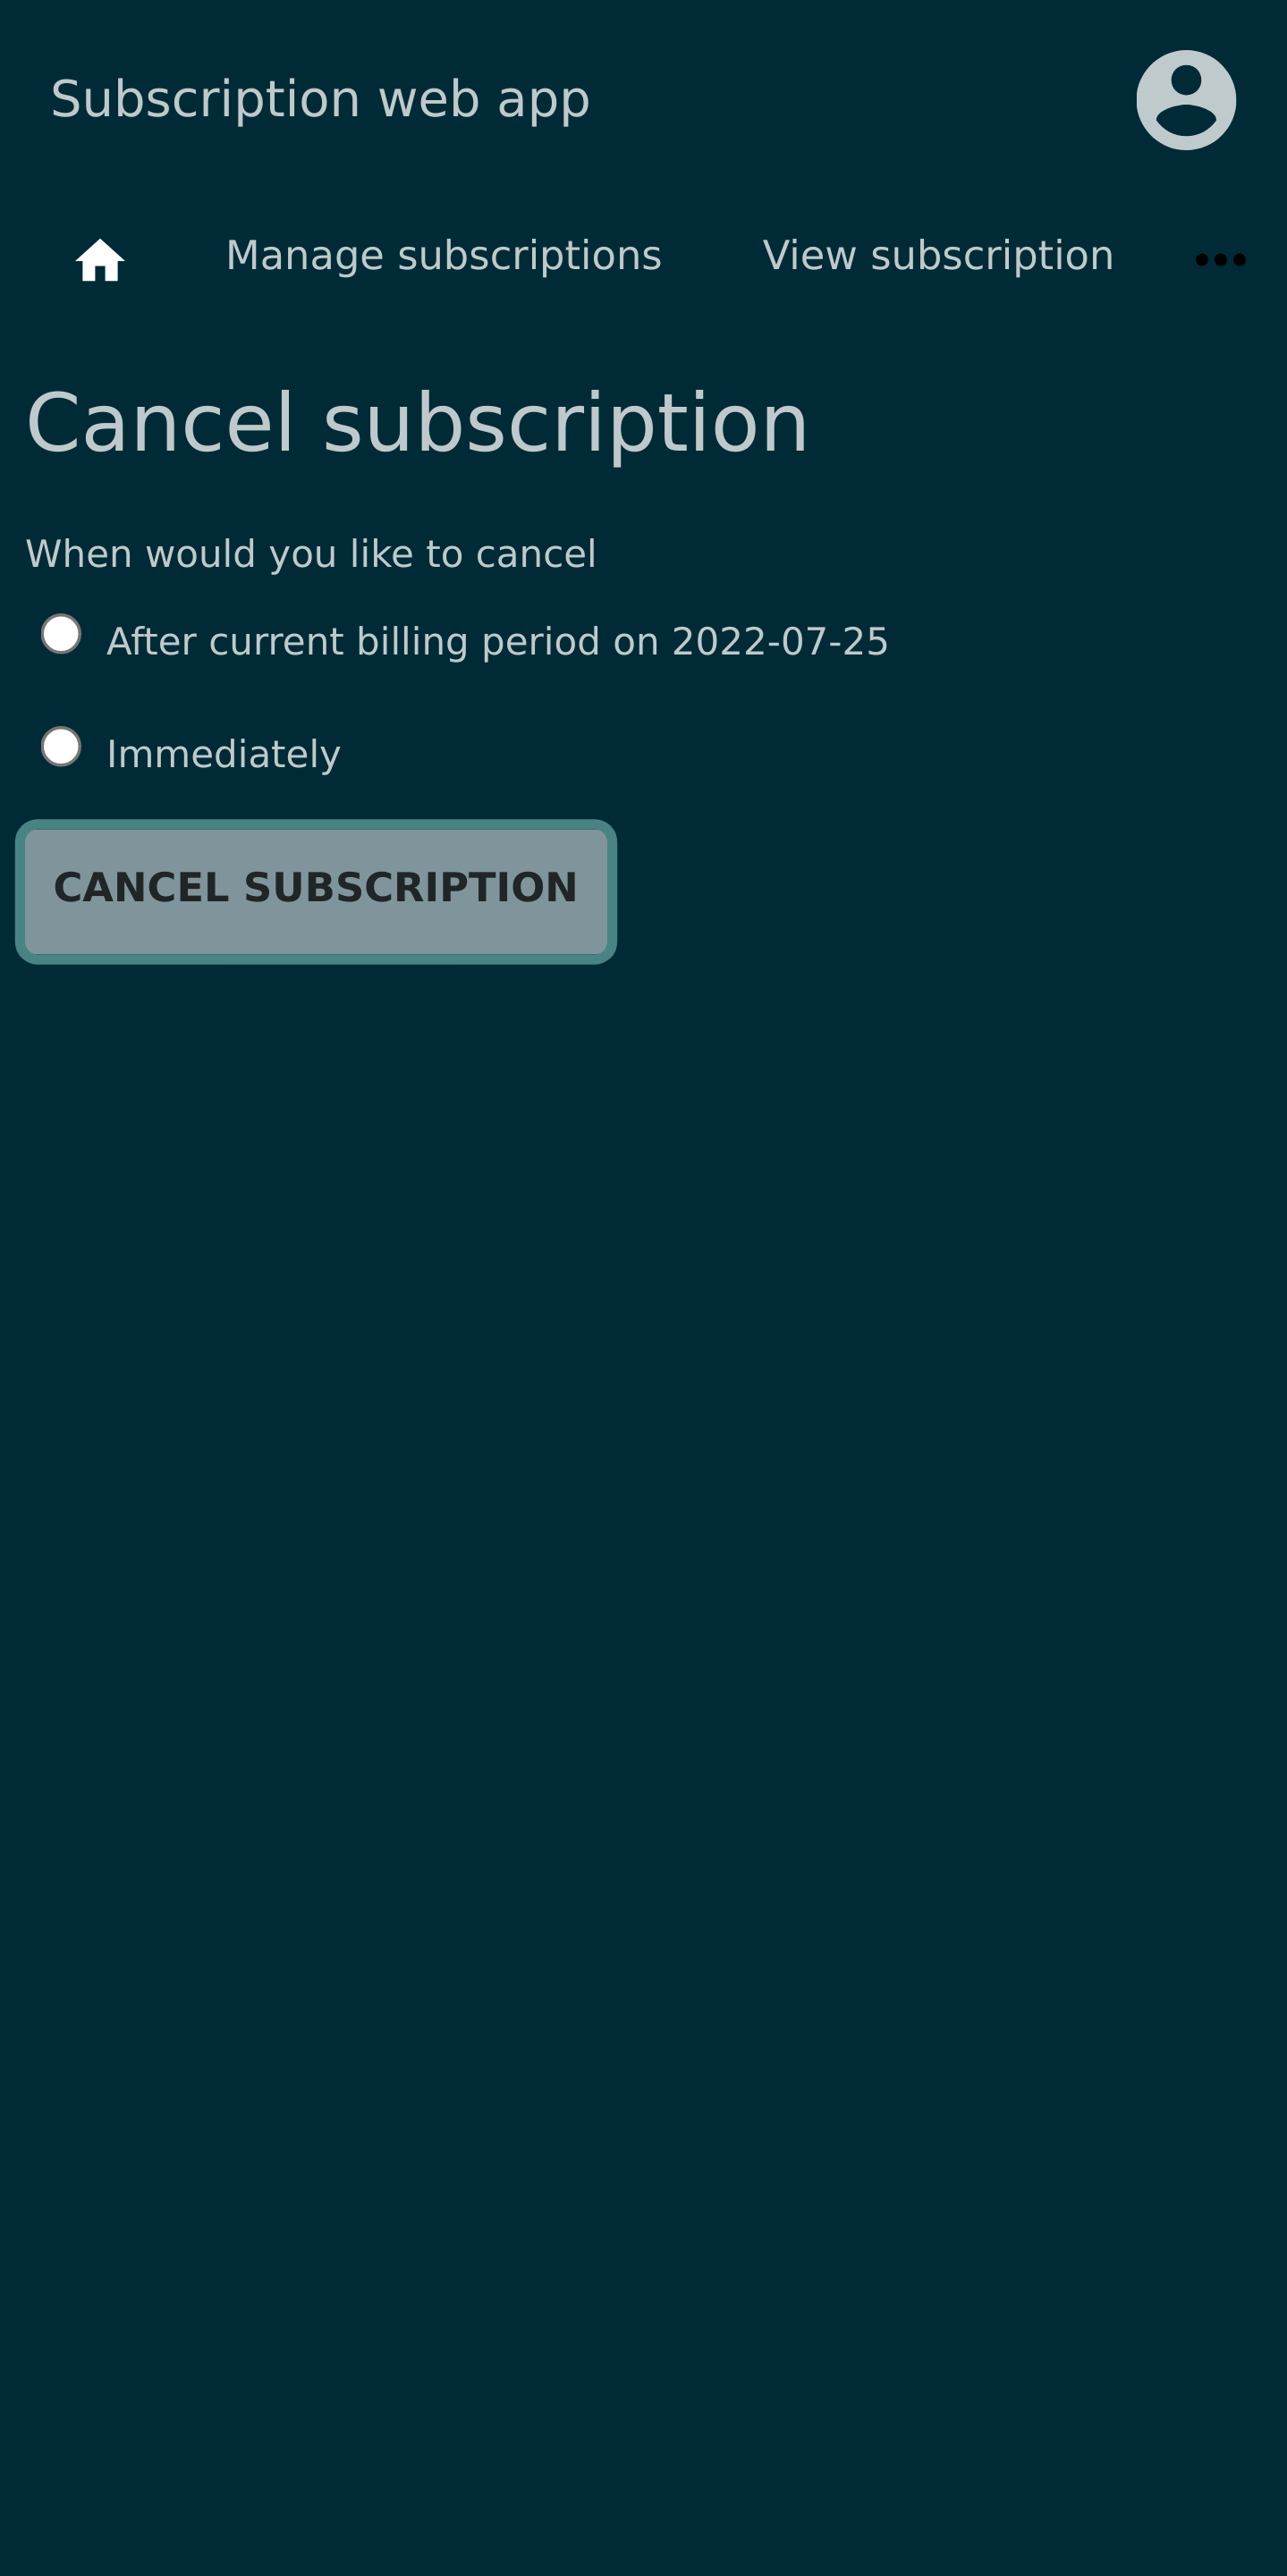 Subscription web app
Manage subscriptions View subscription
Cancel subscription
When would you like to cancel
After current billing period on 2022-07-25
Immediately
CANCEL SUBSCRIPTION